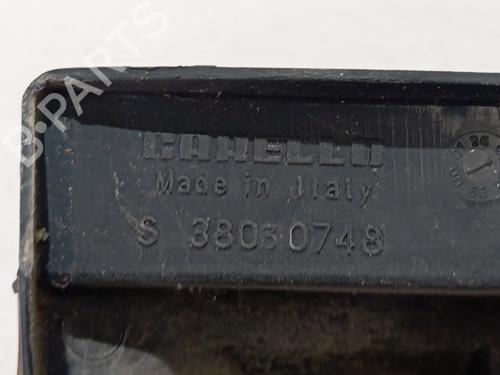 B-PARTS
CARELLO
Made in Italy
S 38030748